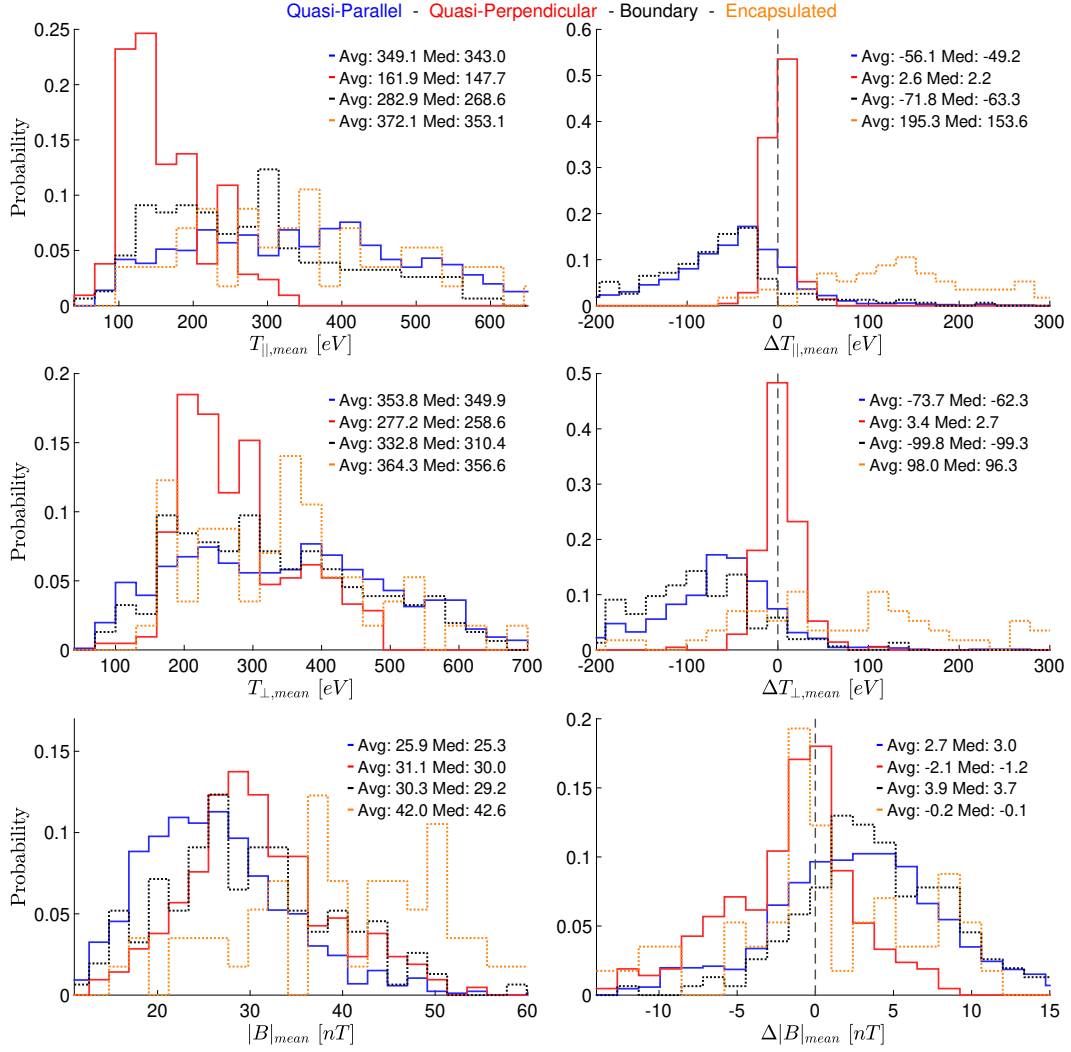 Quasi-Parallel - Quasi-Perpendicular - Boundary - Encapsulated
0.25
0.2
0.15
0.1
0.05
0
Probability
Avg: 349.1 Med: 343.0
Avg: 161.9 Med: 147.7
Avg: 282.9 Med: 268.6
Avg: 372.1 Med: 353.1
100 200 300 400 500 600
T||,mean [eV]
0.6
0.5
0.4
0.3
0.2
0.1
0
Avg: -56.1 Med: -49.2
Avg: 2.6 Med: 2.2
Avg: -71.8 Med: -63.3
Avg: 195.3 Med: 153.6
-200 -100 0 100 200 300
ΔT||,mean [eV]
0.2
0.15
0.1
0.05
0
Probability
Avg: 353.8 Med: 349.9
Avg: 277.2 Med: 258.6
Avg: 332.8 Med: 310.4
Avg: 364.3 Med: 356.6
100 200 300 400 500 600 700
T⊥,mean [eV]
0.5
0.4
0.3
0.2
0.1
0
Avg: -73.7 Med: -62.3
Avg: 3.4 Med: 2.7
Avg: -99.8 Med: -99.3
Avg: 98.0 Med: 96.3
-200 -100 0 100 200 300
ΔT⊥,mean [eV]
0.15
0.1
0.05
0
Probability
Avg: 25.9 Med: 25.3
Avg: 31.1 Med: 30.0
Avg: 30.3 Med: 29.2
Avg: 42.0 Med: 42.6
20 30 40 50 60
|B|mean [nT]
0.2
0.15
0.1
0.05
0
Avg: 2.7 Med: 3.0
Avg: -2.1 Med: -1.2
Avg: 3.9 Med: 3.7
Avg: -0.2 Med: -0.1
-10 -5 0 5 10 15
Δ|B|mean [nT]